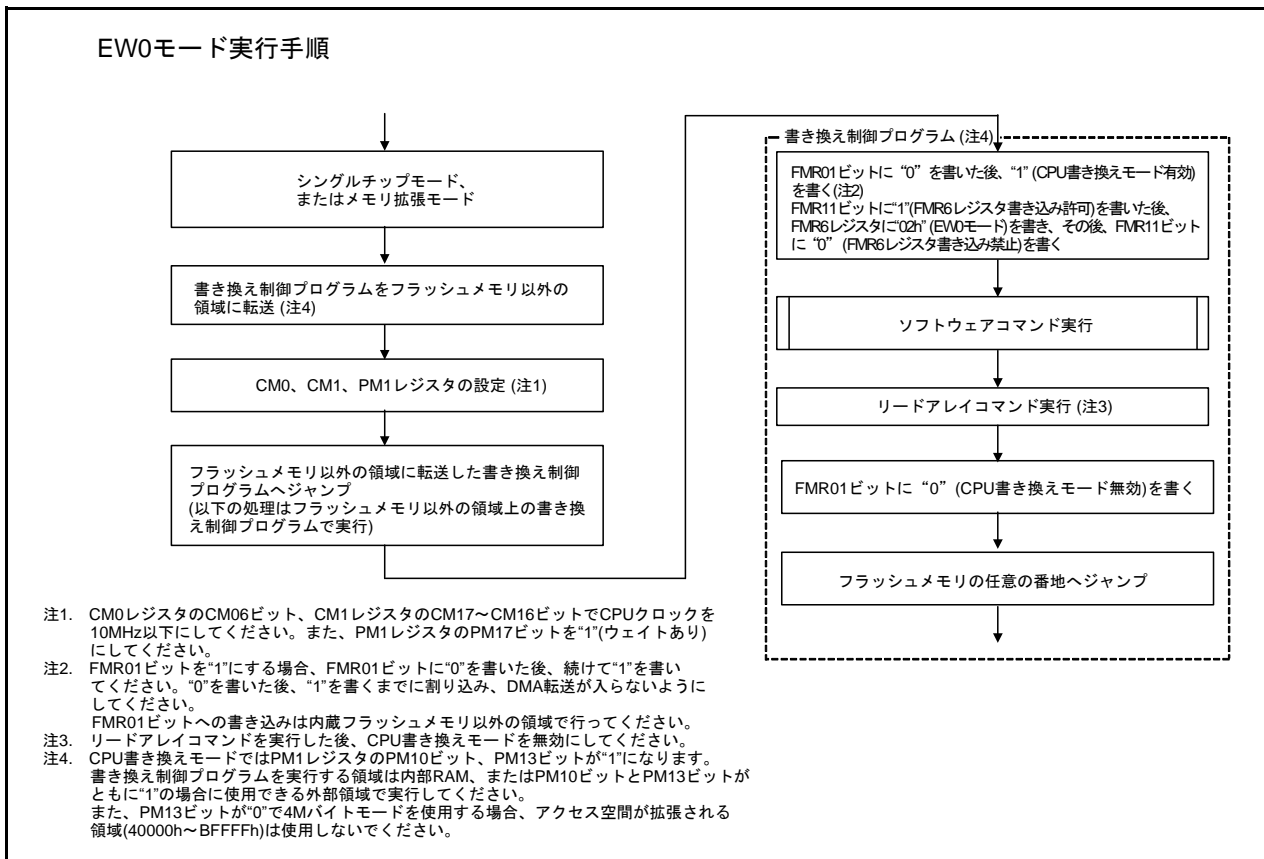 EW0モード実行手順
シングルチップモード、
またはメモリ拡張モード
書き換え制御プログラムをフラッシュメモリ以外の
領域に転送 (注4)
CM0、CM1、PM1レジスタの設定 (注1)
フラッシュメモリ以外の領域に転送した書き換え制御
プログラムへジャンプ
(以下の処理はフラッシュメモリ以外の領域上の書き換
え制御プログラムで実行)
書き換え制御プログラム (注4)
FMR01ビットに “0” を書いた後、“1” (CPU書き換えモード有効)
を書く(注2)
FMR11ビットに“1”(FMR6レジスタ書き込み許可)を書いた後、
FMR6レジスタに“02h” (EW0モード)を書き、その後、FMR11ビット
に “0” (FMR6レジスタ書き込み禁止)を書く
ソフトウェアコマンド実行
リードアレイコマンド実行 (注3)
FMR01ビットに “0” (CPU書き換えモード無効)を書く
フラッシュメモリの任意の番地へジャンプ
注1. CM0レジスタのCM06ビット、CM1レジスタのCM17～CM16ビットでCPUクロックを
10MHz以下にしてください。また、PM1レジスタのPM17ビットを“1”(ウェイトあり)
にしてください。
注2. FMR01ビットを“1”にする場合、FMR01ビットに“0”を書いた後、続けて“1”を書い
てください。“0”を書いた後、“1”を書くまでに割り込み、DMA転送が入らないように
してください。
FMR01ビットへの書き込みは内蔵フラッシュメモリ以外の領域で行ってください。
注3. リードアレイコマンドを実行した後、CPU書き換えモードを無効にしてください。
注4. CPU書き換えモードではPM1レジスタのPM10ビット、PM13ビットが“1”になります。
書き換え制御プログラムを実行する領域は内部RAM、またはPM10ビットとPM13ビットが
ともに“1”の場合に使用できる外部領域で実行してください。
また、PM13ビットが“0”で4Mバイトモードを使用する場合、アクセス空間が拡張される
領域(40000h～BFFFFh)は使用しないでください。